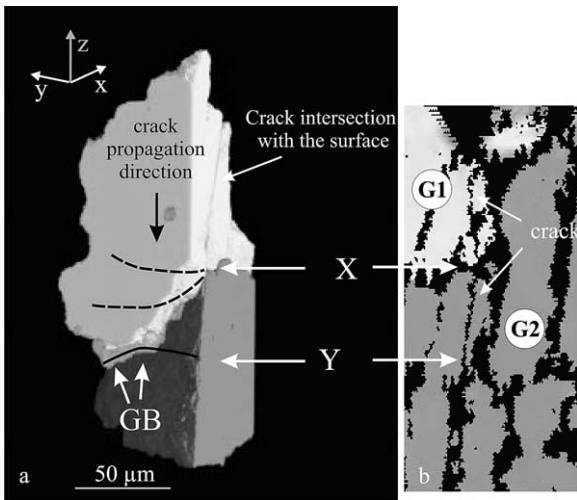 z
y
x
crack
propagation
direction
Crack intersection
with the surface
G1
crack
X
G2
Y
GB
a
50 μm
b